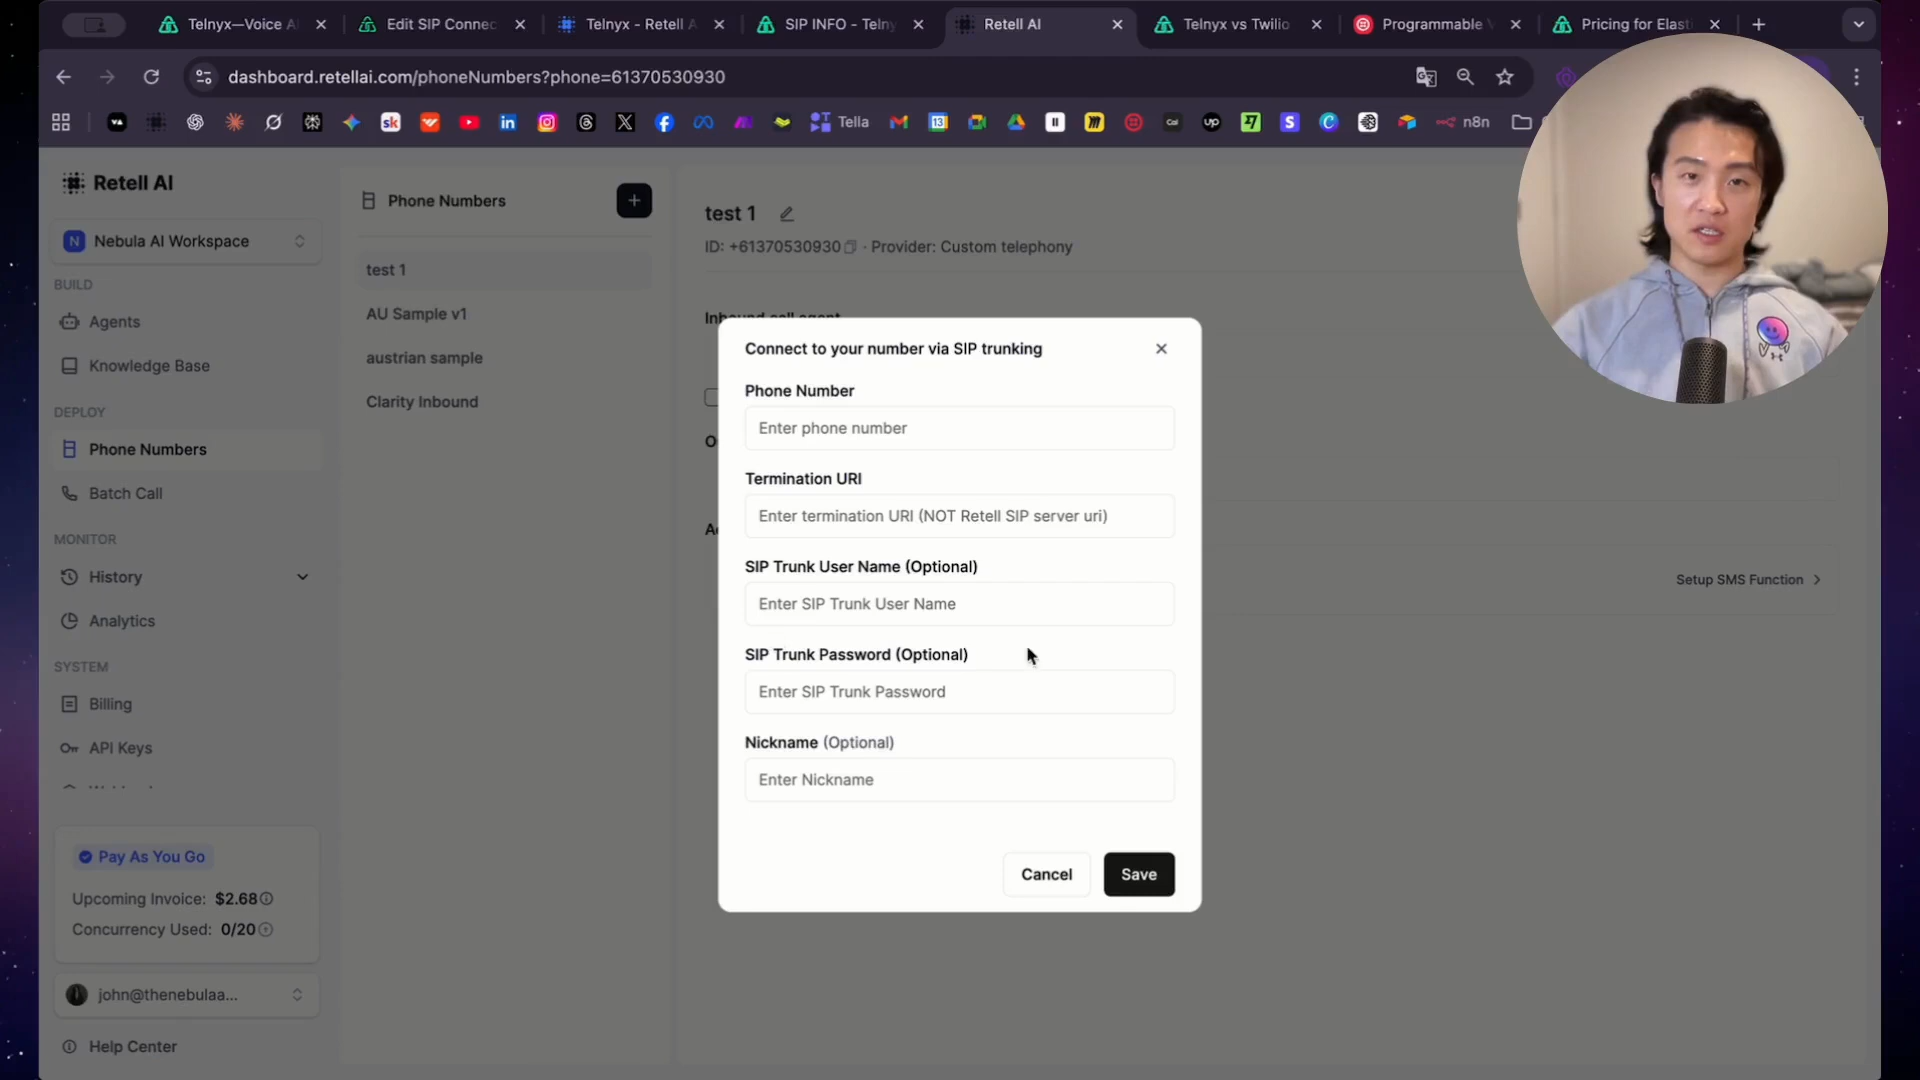 Telnyx—Voice A
Edit SIP Connec
Telnyx - Retell A
SIP INFO - Telny
Retell AI
Telnyx vs Twilio
Programmable V
Pricing for Elasti
dashboard.retellai.com/phoneNumbers?phone=61370530930
Tella
n8n
Retell AI
N Nebula AI Workspace
BUILD
Agents
Knowledge Base
DEPLOY
Phone Numbers
Batch Call
MONITOR
History
Analytics
SYSTEM
Billing
API Keys
Pay As You Go
Upcoming Invoice: $2.68
Concurrency Used: 0/20
john@thenebulaa...
Help Center
Phone Numbers
test 1
AU Sample v1
austrian sample
Clarity Inbound
test 1
ID: +61370530930 · Provider: Custom telephony
Inbound call agent
Setup SMS Function
Connect to your number via SIP trunking
Phone Number
Enter phone number
Termination URI
Enter termination URI (NOT Retell SIP server uri)
SIP Trunk User Name (Optional)
Enter SIP Trunk User Name
SIP Trunk Password (Optional)
Enter SIP Trunk Password
Nickname (Optional)
Enter Nickname
Cancel
Save